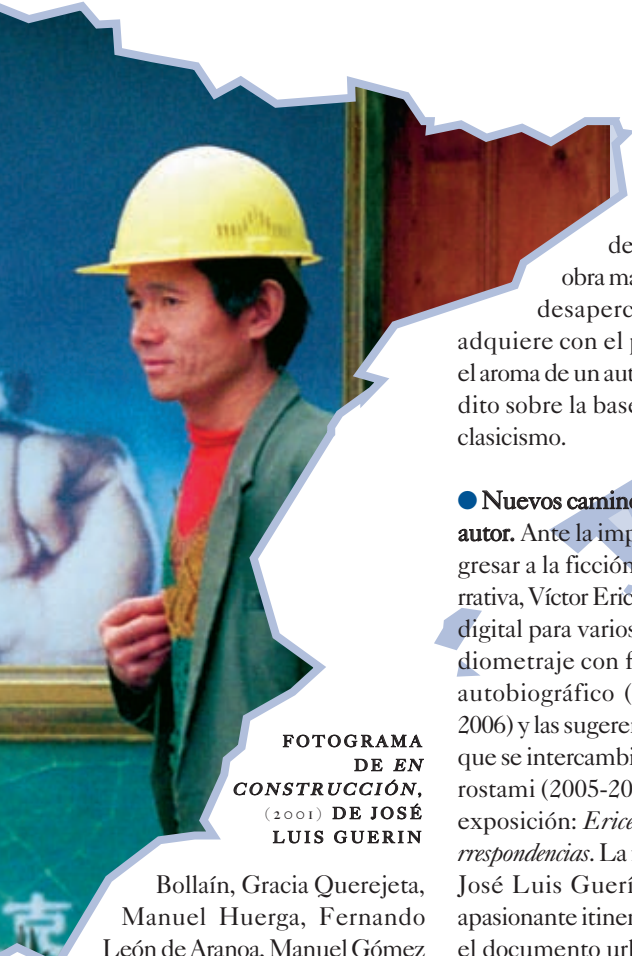 克
FOTOGRAMA
DE EN
CONSTRUCCIÓN,
(2001) DE JOSÉ
LUIS GUERIN
Bollaín, Gracia Querejeta,
Manuel Huerga, Fernando
León de Aranoa, Manuel Gómez
de
obra ma
desaperc
adquiere con el p
el aroma de un aut
dito sobre la base
clasicismo.
● Nuevos camino
autor. Ante la imp
gresar a la ficción
rrativa, Víctor Eric
digital para varios
diometraje con f
autobiográfico (
2006) y las sugeren
que se intercambi
rostami (2005-20
exposición: Erice
rrespondencias. La
José Luis Guerí
apasionante itiner
el documento urb